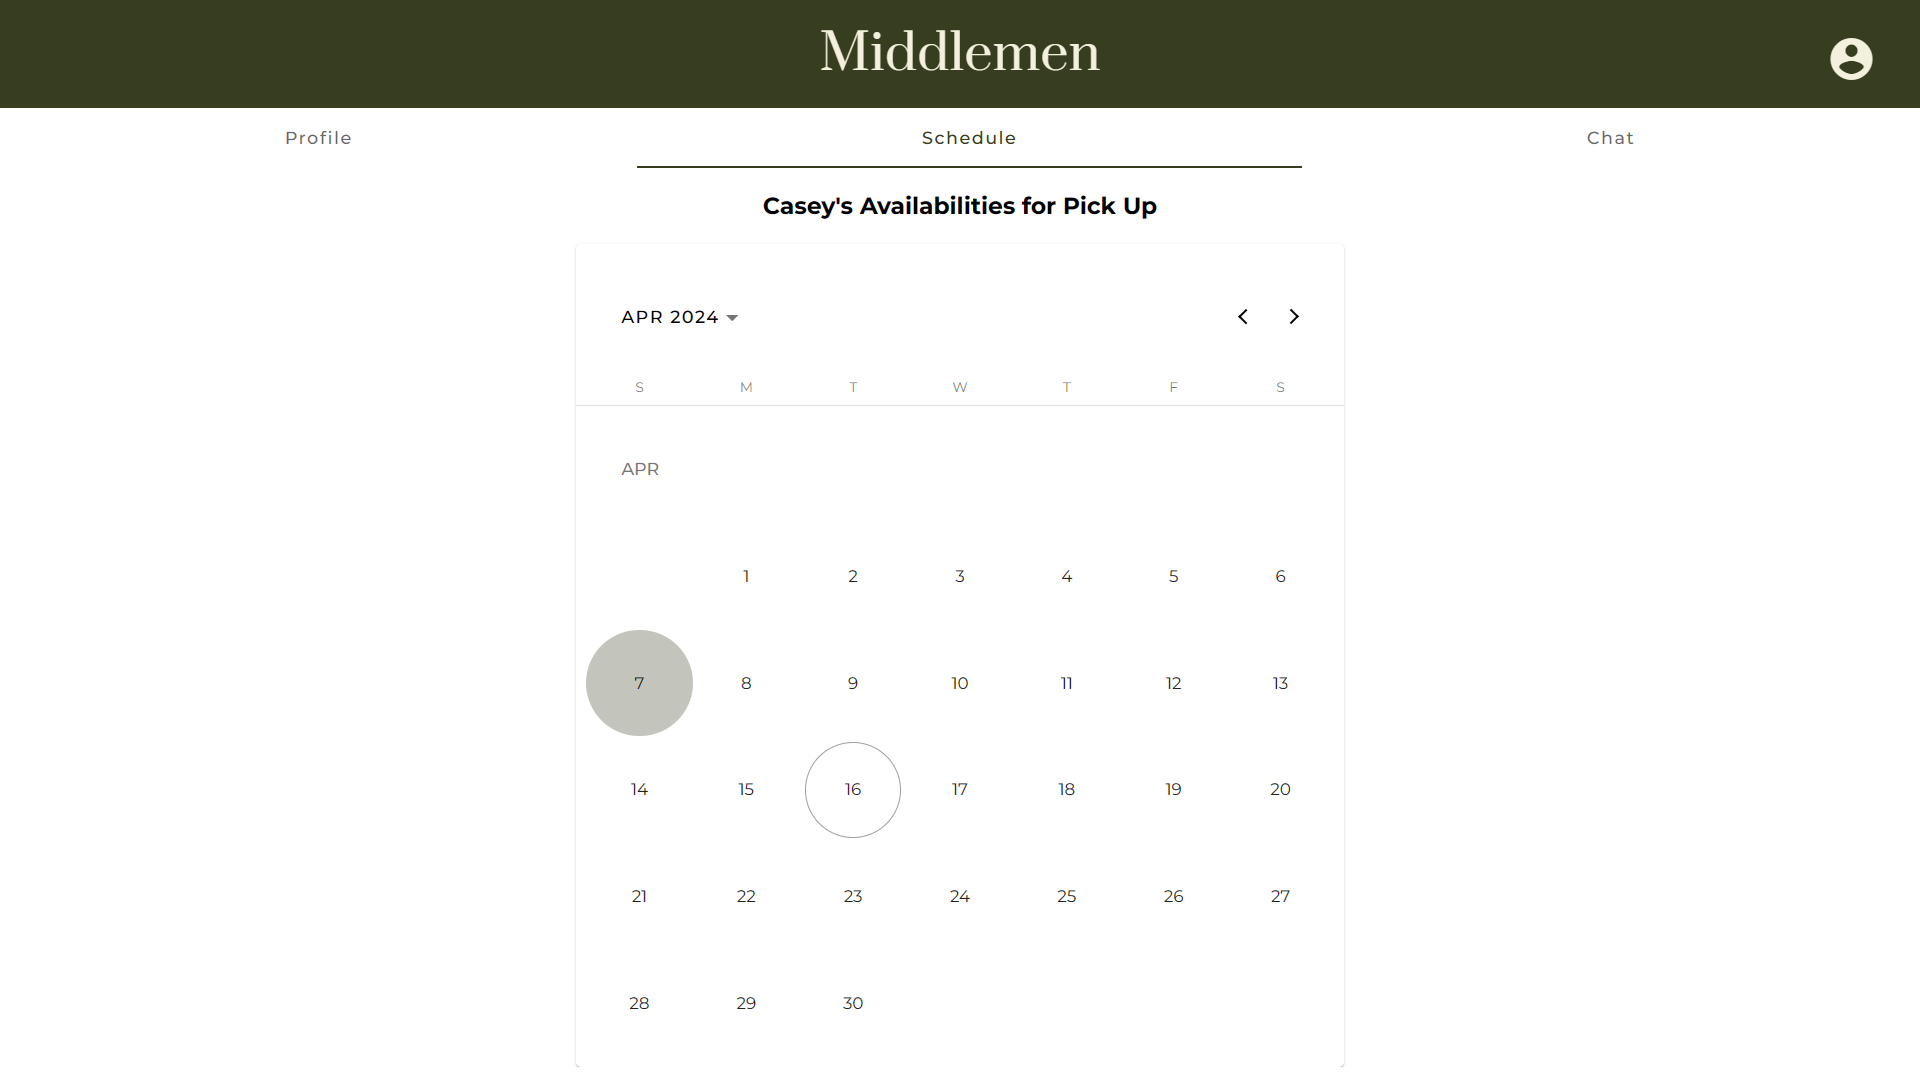 Middlemen
Profile Schedule Chat
Casey's Availabilities for Pick Up
APR 2024
S M T W T F S
APR
1 2 3 4 5 6
7 8 9 10 11 12 13
14 15 16 17 18 19 20
21 22 23 24 25 26 27
28 29 30